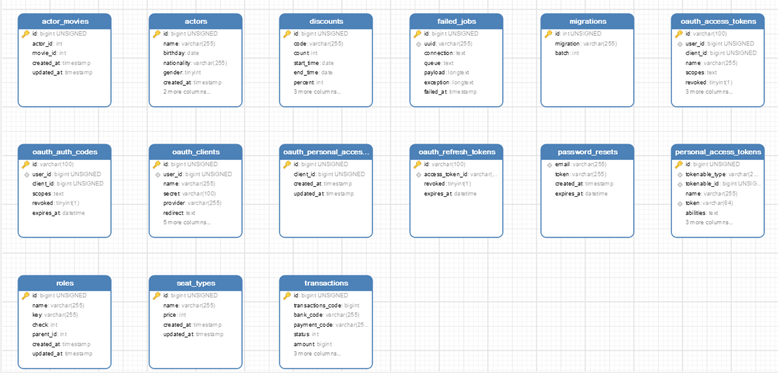 actor_movies
id: bigint UNSIGNED
actor_id: int
movie_id: int
created_at: timestamp
updated_at: timestamp
actors
id: bigint UNSIGNED
name: varchar(255)
birthday: date
nationality: varchar(255)
gender: tinyint
created_at: timestamp
2 more columns...
discounts
id: bigint UNSIGNED
code: varchar(255)
count: int
start_time: date
end_time: date
percent: int
3 more columns...
failed_jobs
id: bigint UNSIGNED
uuid: varchar(255)
connection: text
queue: text
payload: longtext
exception: longtext
failed_at: timestamp
migrations
id: int UNSIGNED
migration: varchar(255)
batch: int
oauth_access_tokens
id: varchar(100)
user_id: bigint UNSIGNED
client_id: bigint UNSIGNED
name: varchar(255)
scopes: text
revoked: tinyint(1)
3 more columns...
oauth_auth_codes
id: varchar(100)
user_id: bigint UNSIGNED
client_id: bigint UNSIGNED
scopes: text
revoked: tinyint(1)
expires_at: datetime
oauth_clients
id: bigint UNSIGNED
user_id: bigint UNSIGNED
name: varchar(255)
secret: varchar(100)
provider: varchar(255)
redirect: text
5 more columns...
oauth_personal_acces...
id: bigint UNSIGNED
client_id: bigint UNSIGNED
created_at: timestamp
updated_at: timestamp
oauth_refresh_tokens
id: varchar(100)
access_token_id: varchar(...
revoked: tinyint(1)
expires_at: datetime
password_resets
email: varchar(255)
token: varchar(255)
created_at: timestamp
expires_at: datetime
personal_access_tokens
id: bigint UNSIGNED
tokenable_type: varchar(2...
tokenable_id: bigint UNSIG...
name: varchar(255)
token: varchar(64)
abilities: text
3 more columns...
roles
id: bigint UNSIGNED
name: varchar(255)
key: varchar(255)
check: int
parent_id: int
created_at: timestamp
updated_at: timestamp
seat_types
id: bigint UNSIGNED
name: varchar(255)
price: int
created_at: timestamp
updated_at: timestamp
transactions
id: bigint UNSIGNED
transactions_code: bigint
bank_code: varchar(255)
payment_code: varchar(25...
status: int
amount: bigint
3 more columns...